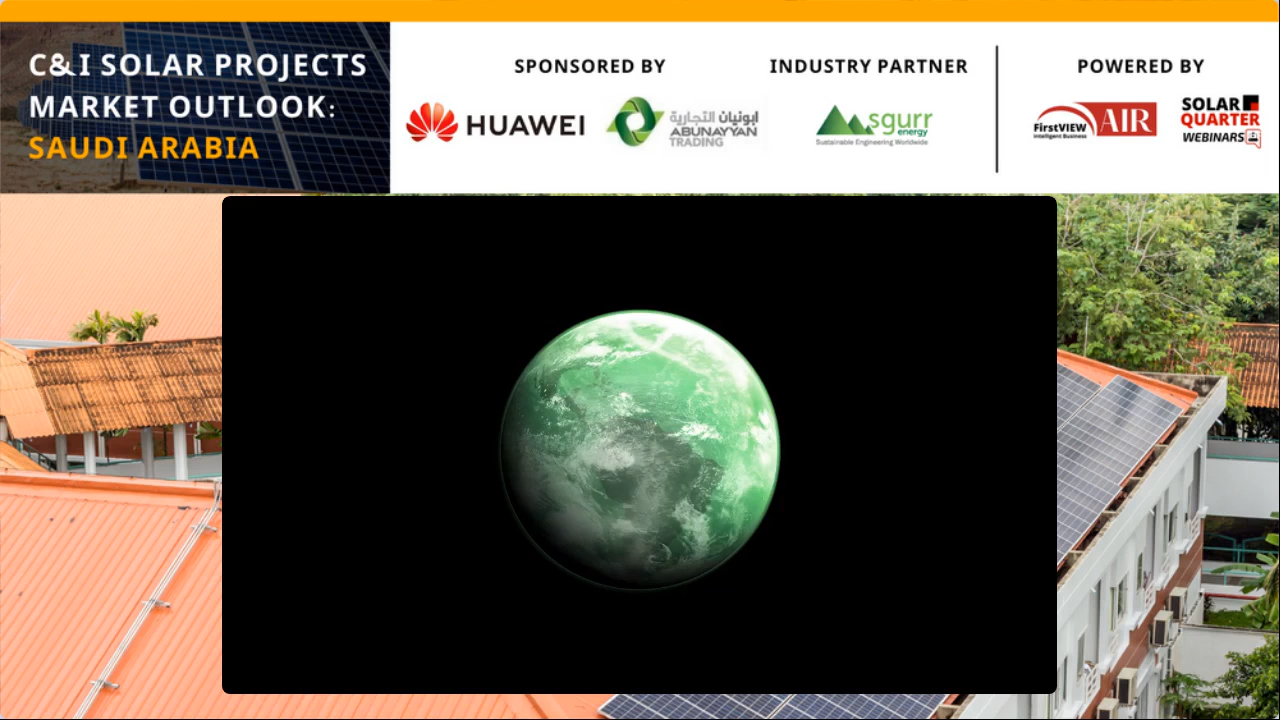 C&I SOLAR PROJECTS
MARKET OUTLOOK:
SAUDI ARABIA
SPONSORED BY
HUAWEI
ابونيان التجارية
ABUNAYYAN
TRADING
INDUSTRY PARTNER
sgurr
energy
Sustainable Engineering Worldwide
POWERED BY
FirstVIEW
Intelligent Business
AIR
SOLAR
QUARTER
WEBINARS